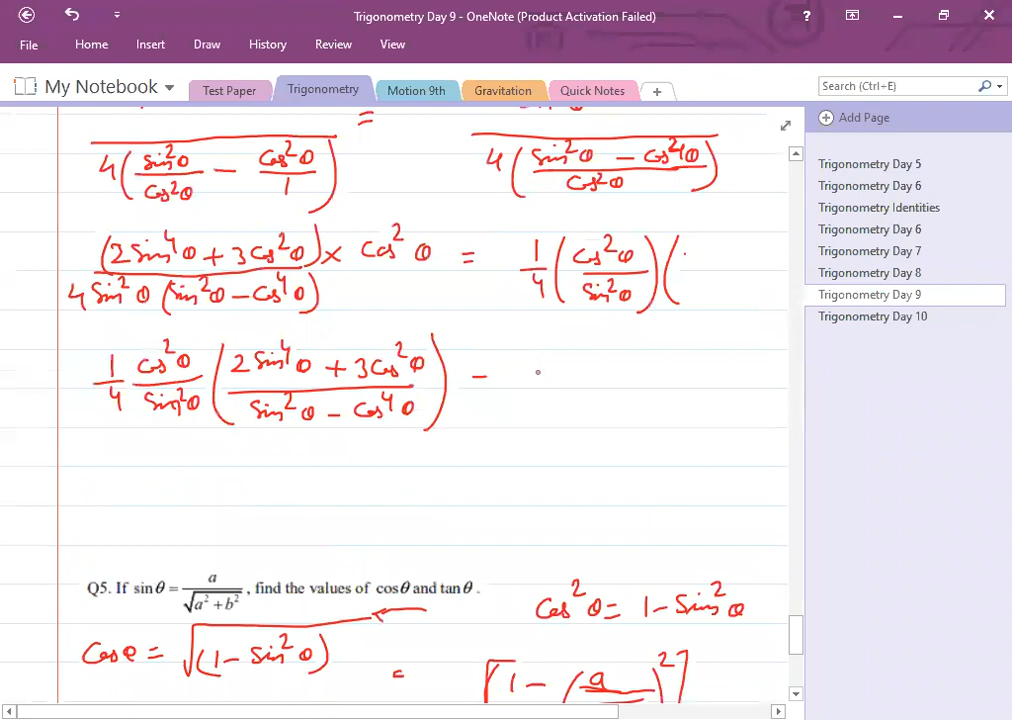 Trigonometry Day 9 - OneNote (Product Activation Failed)
File Home Insert Draw History Review View
My Notebook Test Paper Trigonometry Motion 9th Gravitation Quick Notes
Search (Ctrl+E)
Add Page
Trigonometry Day 5
Trigonometry Day 6
Trigonometry Identities
Trigonometry Day 6
Trigonometry Day 7
Trigonometry Day 8
Trigonometry Day 9
Trigonometry Day 10
4(sin²θ/cos²θ − cos²θ/1) = 4(sin²θ − cos⁴θ/cos²θ)
(2sin⁴θ + 3cos²θ)/4sin²θ(sin²θ − cos⁴θ) × cos²θ = 1/4 (cos²θ/sin²θ)(
1/4 cos²θ/sin²θ (2sin⁴θ + 3cos²θ/sin²θ − cos⁴θ) −
Q5. If sinθ = a/√a² + b², find the values of cosθ and tanθ.
cos²θ = 1 − sin²θ
cosθ = √(1 − sin²θ) = √[1 − (a